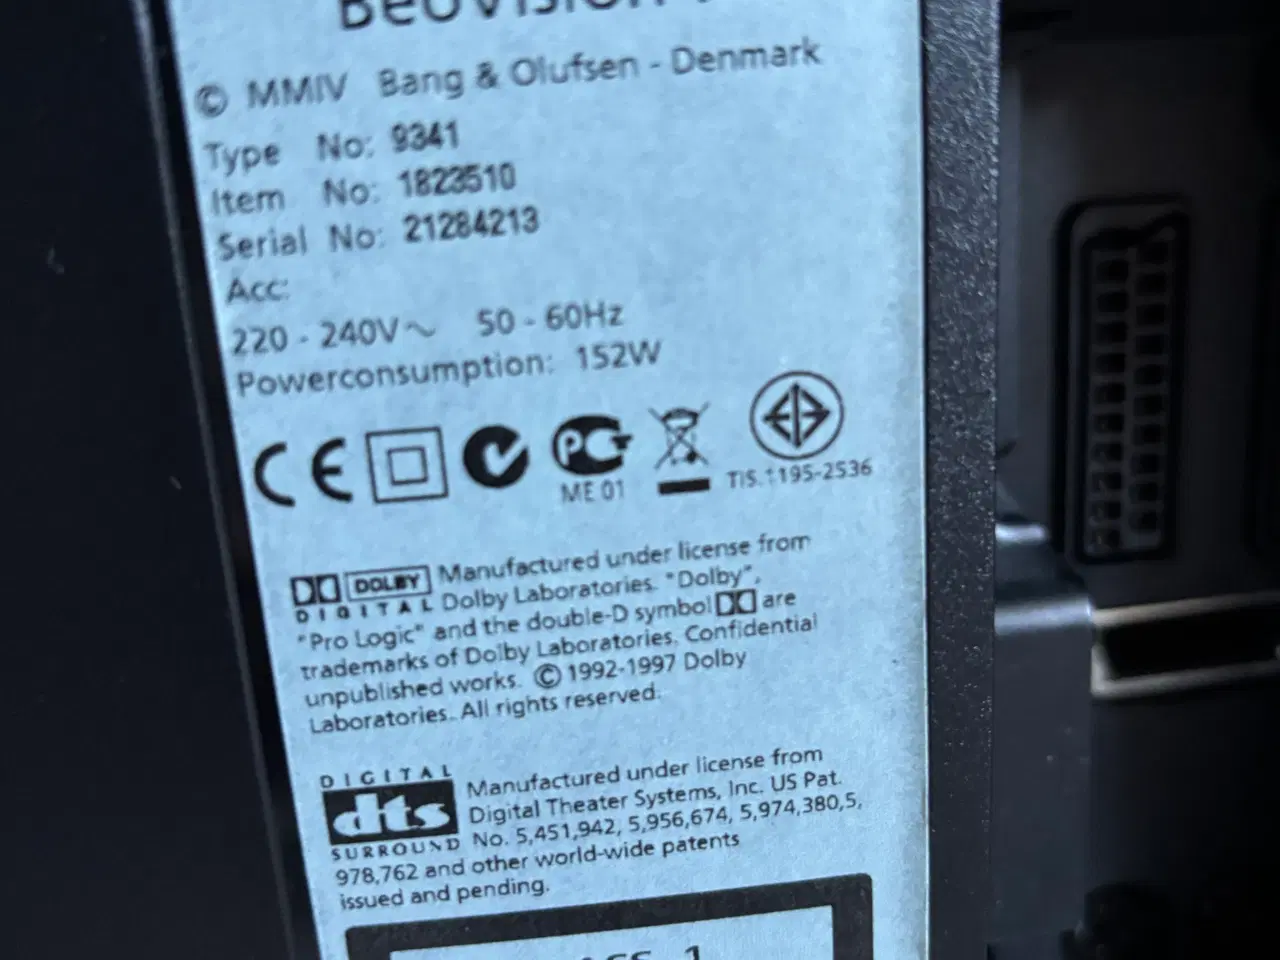 BeoVision
© MMIV Bang & Olufsen - Denmark
Type No: 9341
Item No: 1823510
Serial No: 21284213
Acc:
220 - 240V~ 50 - 60Hz
Powerconsumption: 152W
CE
PG
ME 01
TIS.1195-2536
DOLBY
DIGITAL
Manufactured under license from
Dolby Laboratories. "Dolby",
"Pro Logic" and the double-D symbol are
trademarks of Dolby Laboratories. Confidential
unpublished works. © 1992-1997 Dolby
Laboratories. All rights reserved.
DIGITAL
dts
SURROUND
Manufactured under license from
Digital Theater Systems, Inc. US Pat.
No. 5,451,942, 5,956,674, 5,974,380,5,
978,762 and other world-wide patents
issued and pending.
1